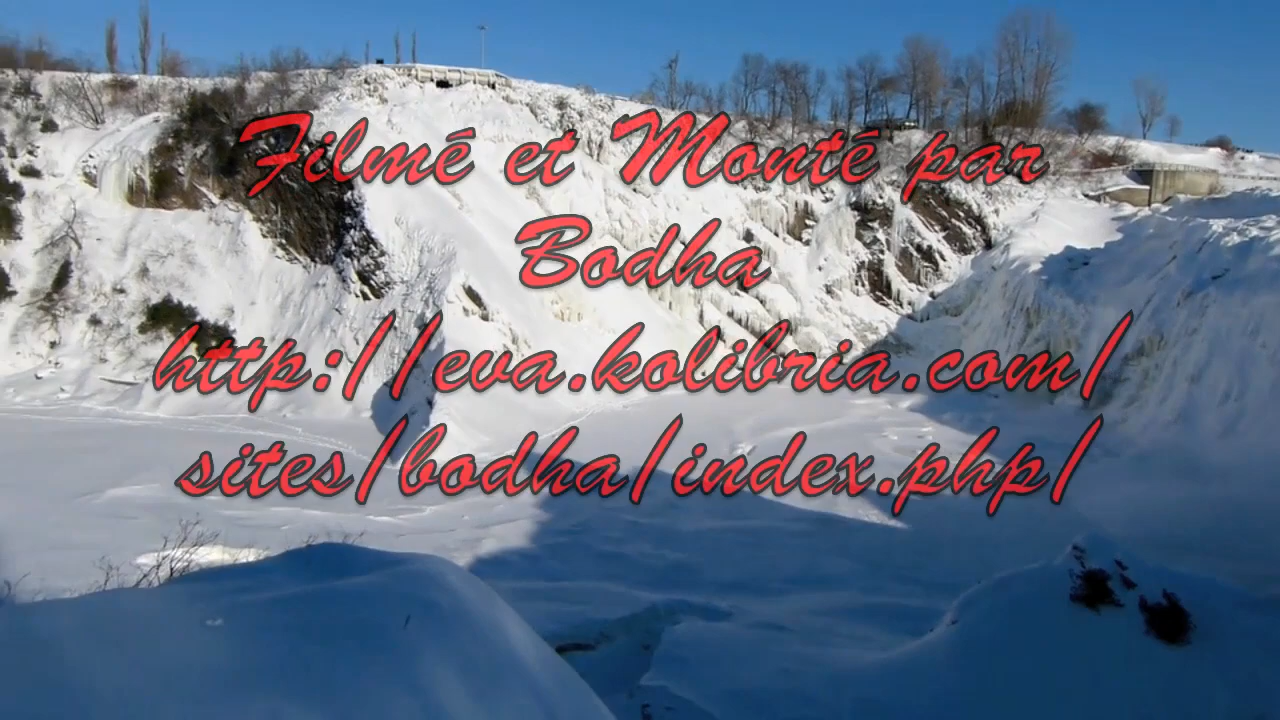 Filmé et Monté par
Bodha
http://eva.kolibria.com/
sites/bodha/index.php/